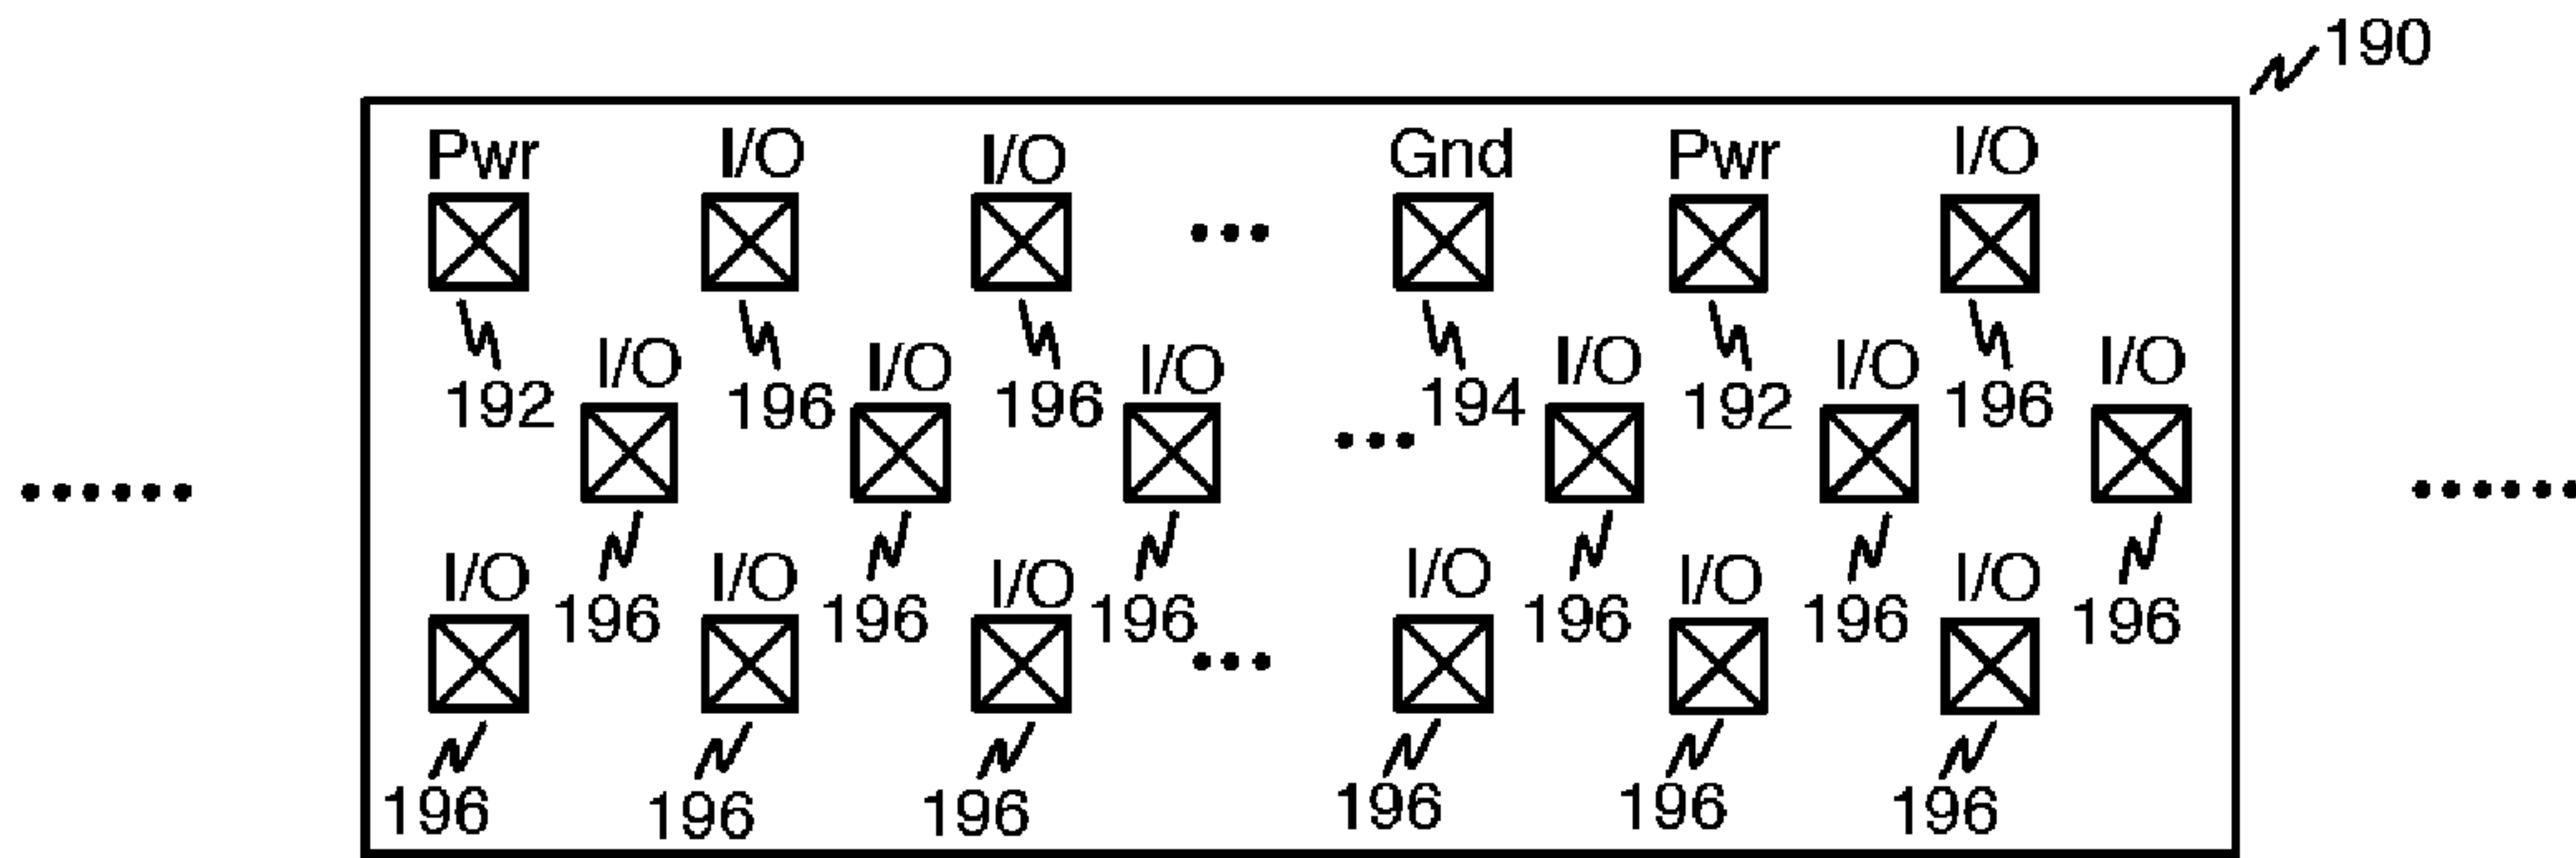 190
Pwr I/O I/O ... Gnd Pwr I/O
192 196 196 194 192 196
I/O I/O I/O ... I/O I/O I/O
...... ......
196 196 196 196 196 196
I/O I/O I/O ... I/O I/O I/O
196 196 196 196 196 196